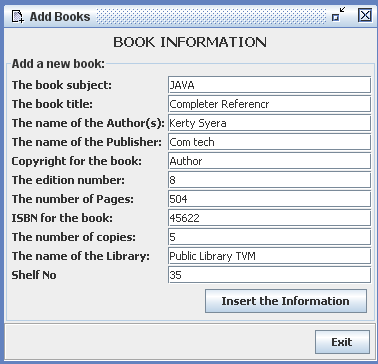 Add Books
BOOK INFORMATION
Add a new book:
The book subject: JAVA
The book title: Completer Referencr
The name of the Author(s): Kerty Syera
The name of the Publisher: Com tech
Copyright for the book: Author
The edition number: 8
The number of Pages: 504
ISBN for the book: 45622
The number of copies: 5
The name of the Library: Public Library TVM
Shelf No 35
Insert the Information
Exit